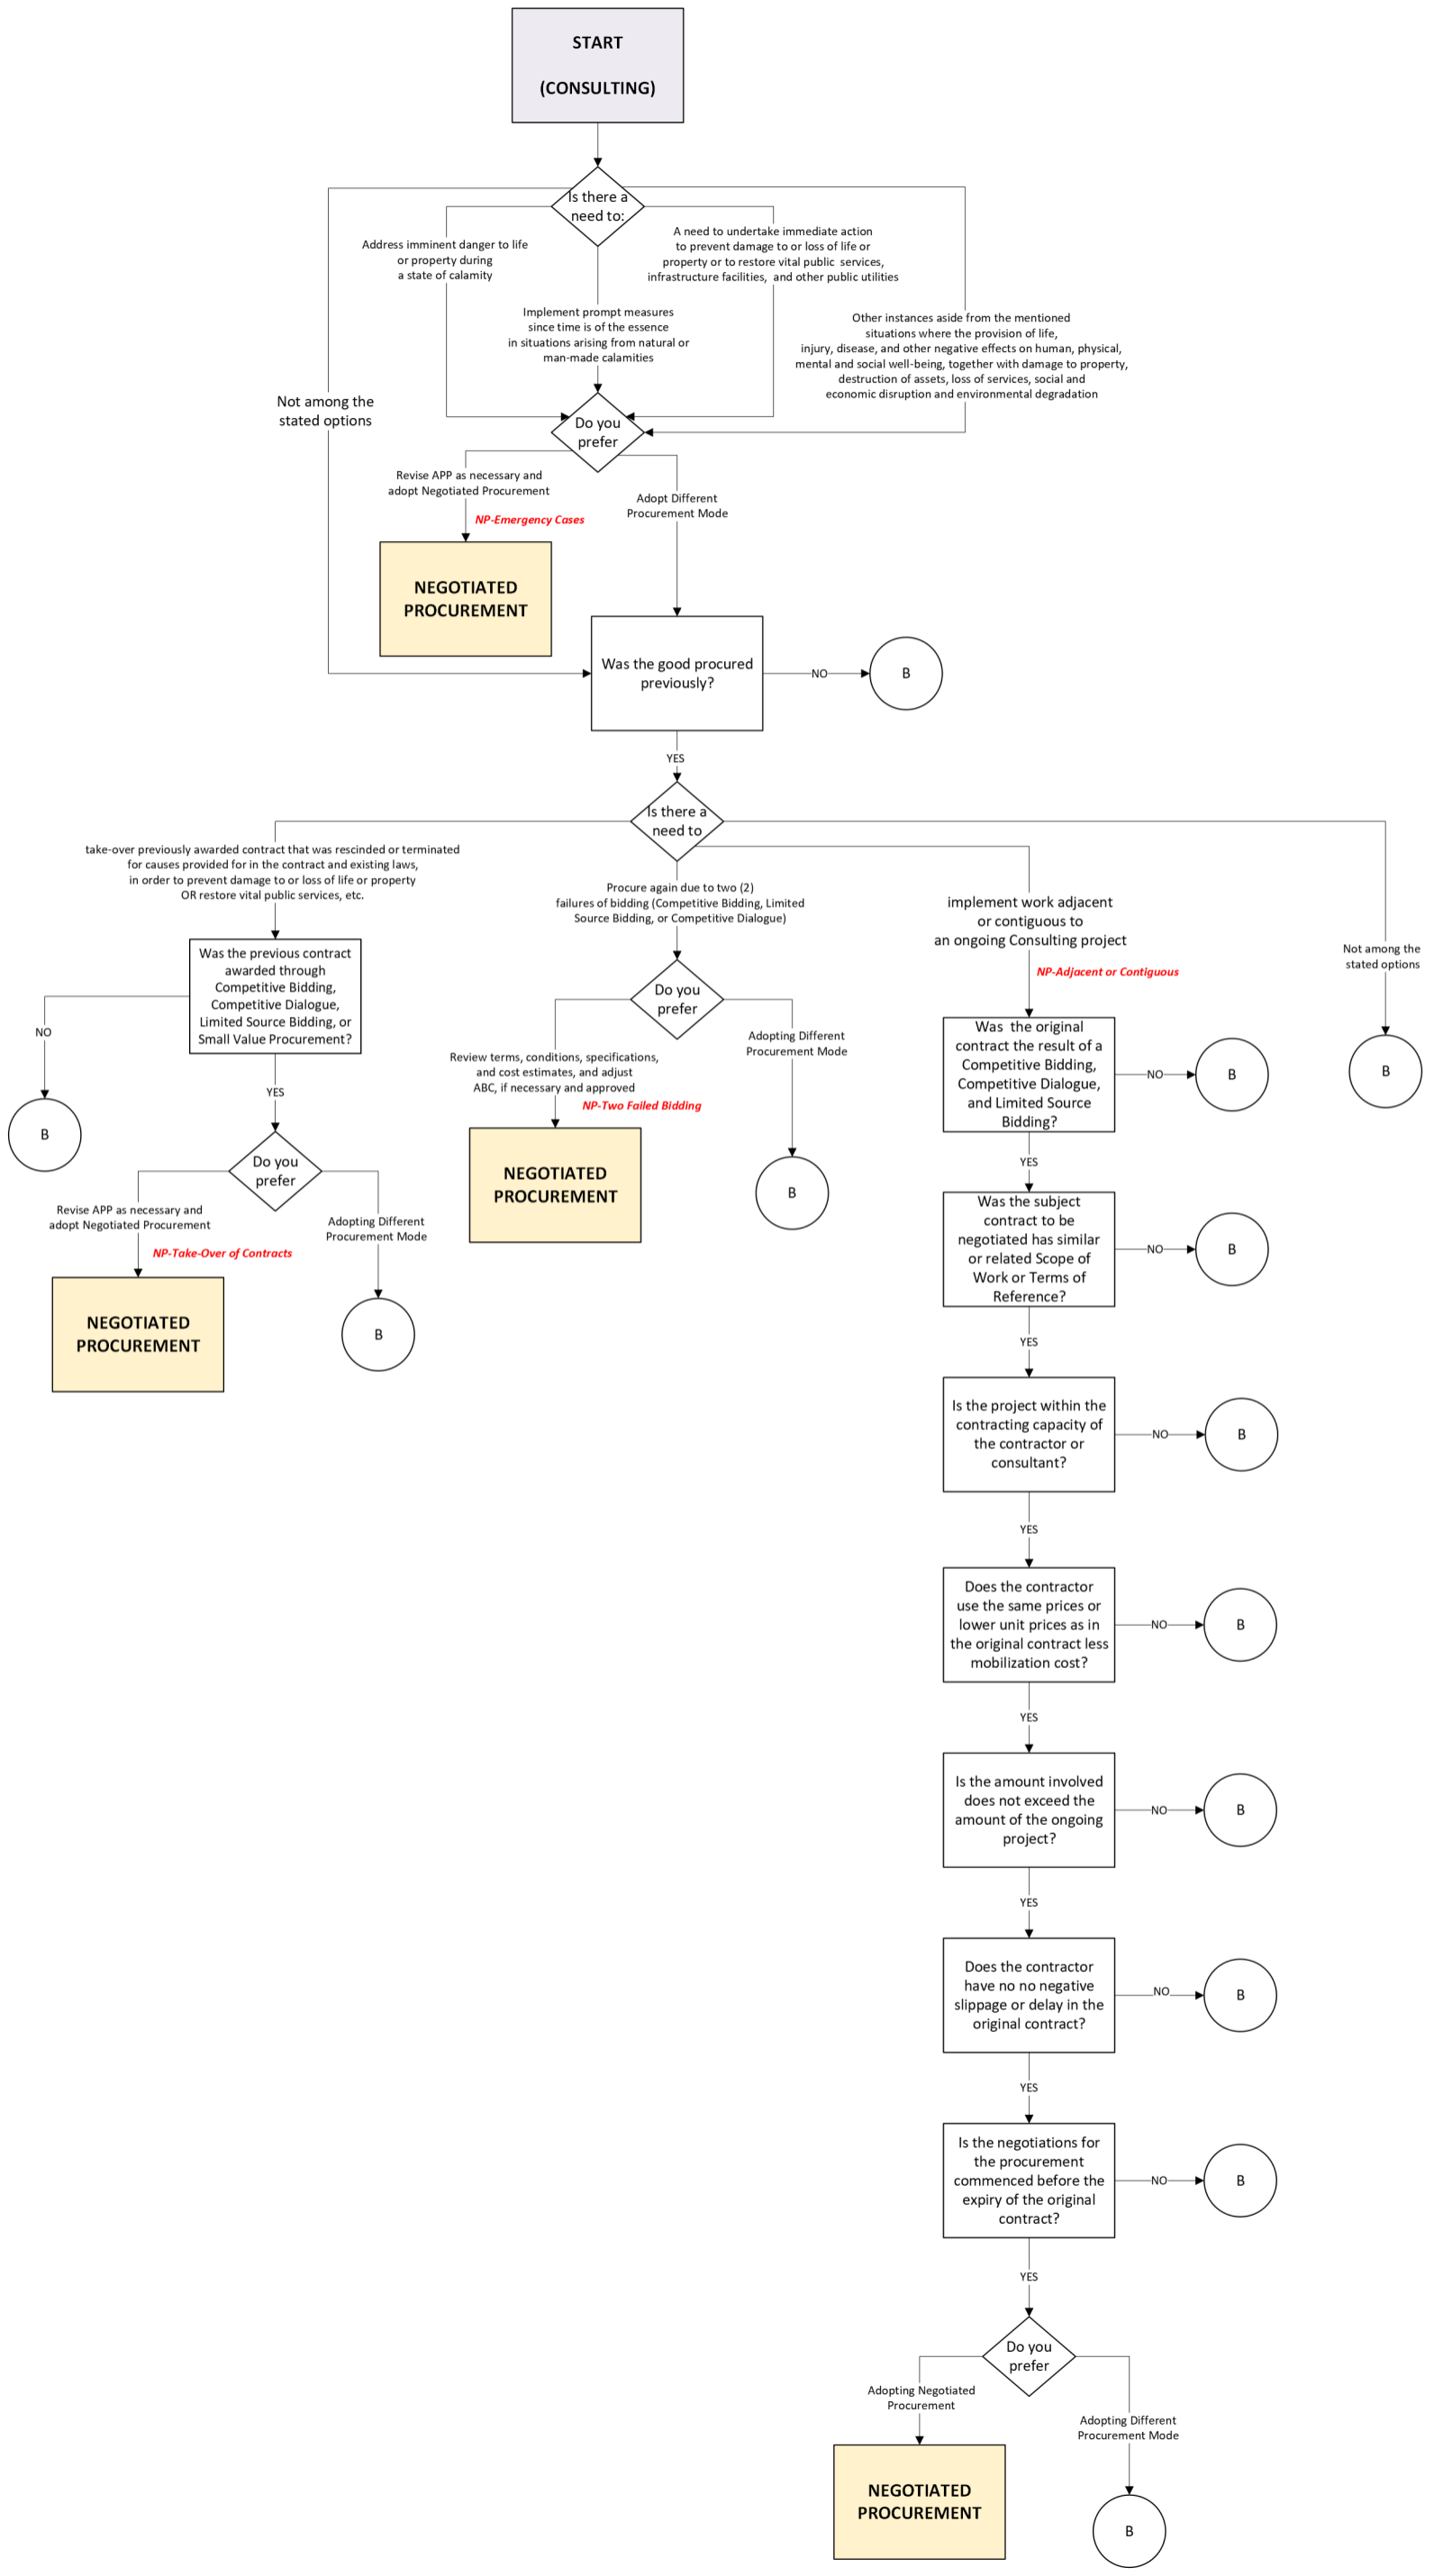 START
(CONSULTING)
Is there a
need to:
Address imminent danger to life
or property during
a state of calamity
A need to undertake immediate action
to prevent damage to or loss of life or
property or to restore vital public services,
infrastructure facilities, and other public utilities
Implement prompt measures
since time is of the essence
in situations arising from natural or
man-made calamities
Other instances aside from the mentioned
situations where the provision of life,
injury, disease, and other negative effects on human, physical,
mental and social well-being, together with damage to property,
destruction of assets, loss of services, social and
economic disruption and environmental degradation
Not among the
stated options
Do you
prefer
Revise APP as necessary and
adopt Negotiated Procurement
NP-Emergency Cases
Adopt Different
Procurement Mode
NEGOTIATED
PROCUREMENT
Was the good procured
previously?
NO
B
YES
Is there a
need to
take-over previously awarded contract that was rescinded or terminated
for causes provided for in the contract and existing laws,
in order to prevent damage to or loss of life or property
OR restore vital public services, etc.
Procure again due to two (2)
failures of bidding (Competitive Bidding, Limited
Source Bidding, or Competitive Dialogue)
implement work adjacent
or contiguous to
an ongoing Consulting project
NP-Adjacent or Contiguous
Not among the
stated options
B
Was the previous contract
awarded through
Competitive Bidding,
Competitive Dialogue,
Limited Source Bidding, or
Small Value Procurement?
NO
B
YES
Do you
prefer
Revise APP as necessary and
adopt Negotiated Procurement
NP-Take-Over of Contracts
Adopting Different
Procurement Mode
NEGOTIATED
PROCUREMENT
B
Do you
prefer
Review terms, conditions, specifications,
and cost estimates, and adjust
ABC, if necessary and approved
NP-Two Failed Bidding
Adopting Different
Procurement Mode
NEGOTIATED
PROCUREMENT
B
Was the original
contract the result of a
Competitive Bidding,
Competitive Dialogue,
and Limited Source
Bidding?
NO
B
YES
Was the subject
contract to be
negotiated has similar
or related Scope of
Work or Terms of
Reference?
NO
B
YES
Is the project within the
contracting capacity of
the contractor or
consultant?
NO
B
YES
Does the contractor
use the same prices or
lower unit prices as in
the original contract less
mobilization cost?
NO
B
YES
Is the amount involved
does not exceed the
amount of the ongoing
project?
NO
B
YES
Does the contractor
have no no negative
slippage or delay in the
original contract?
NO
B
YES
Is the negotiations for
the procurement
commenced before the
expiry of the original
contract?
NO
B
YES
Do you
prefer
Adopting Negotiated
Procurement
Adopting Different
Procurement Mode
NEGOTIATED
PROCUREMENT
B